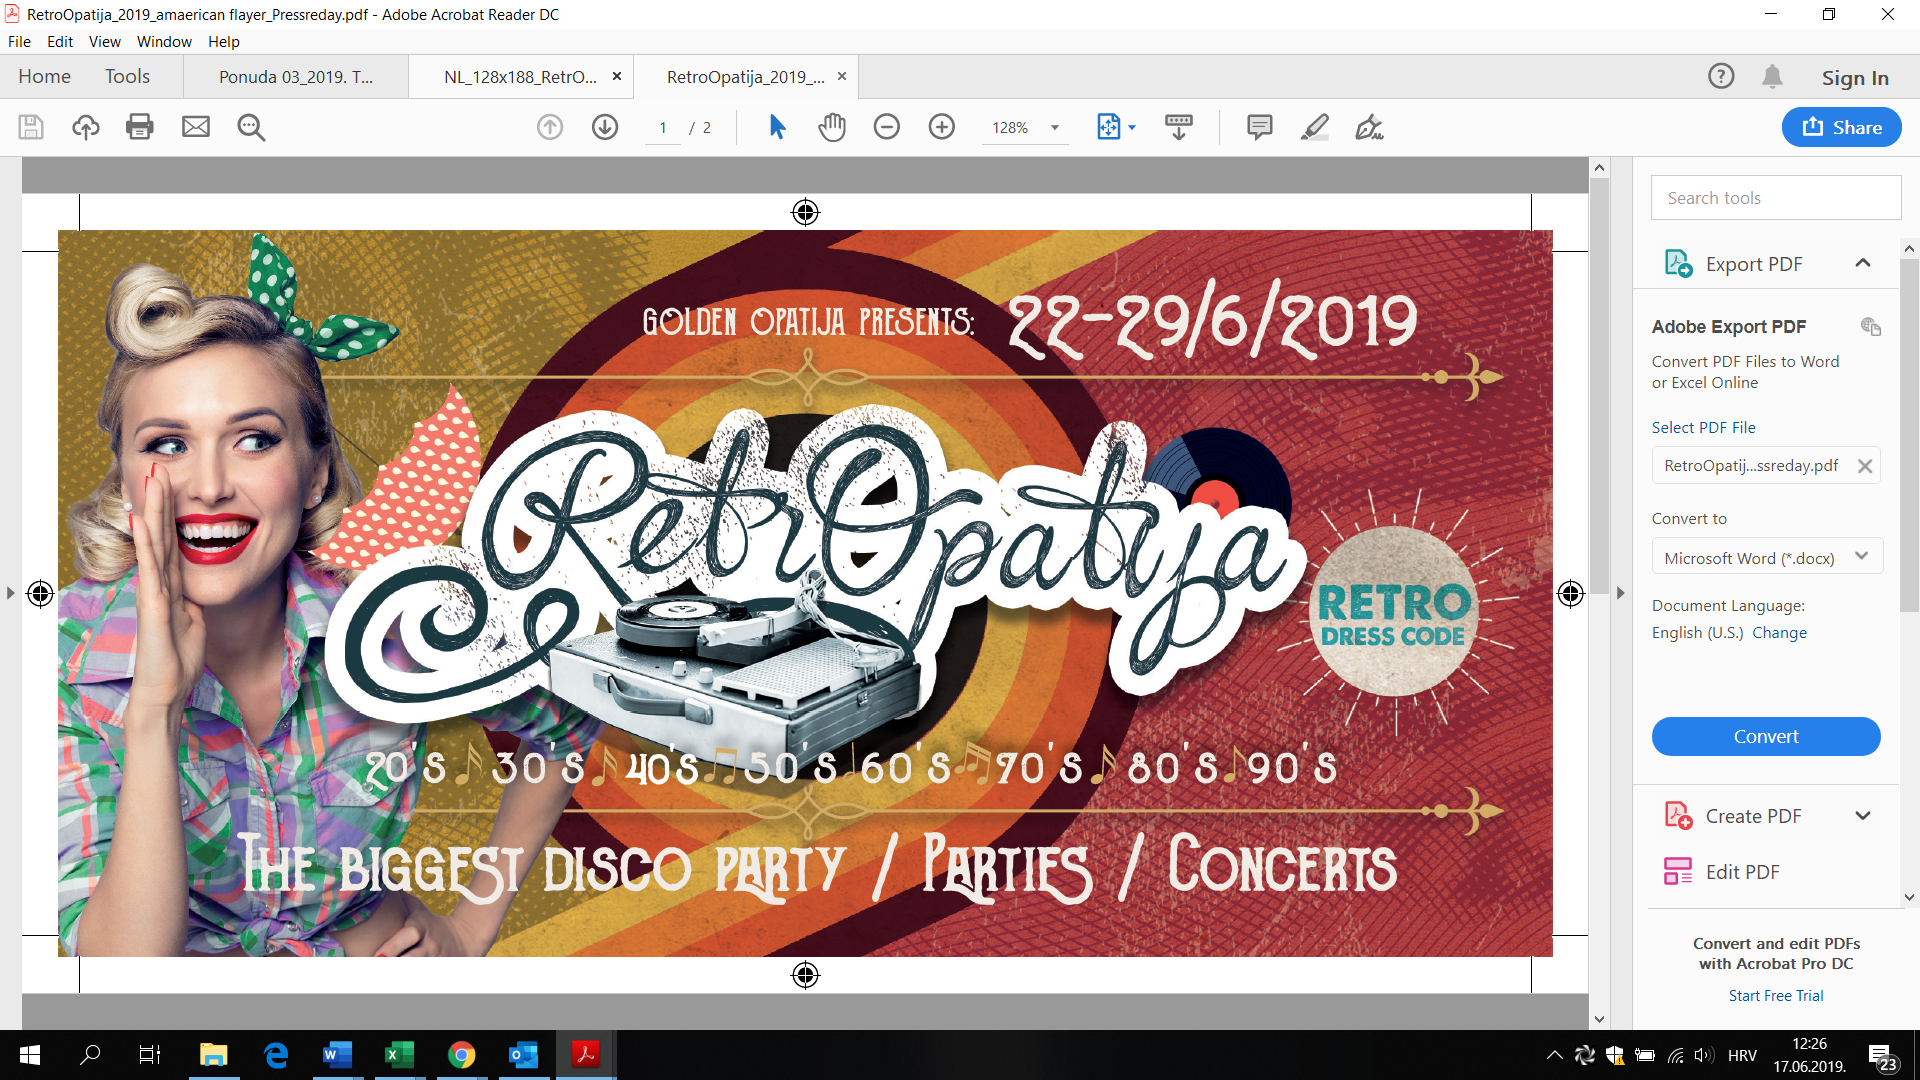 RetroOpatija_2019_amaerican flayer_Pressreday.pdf - Adobe Acrobat Reader DC
File Edit View Window Help
Home Tools Ponuda 03_2019. T... NL_128x188_RetrO... RetroOpatija_2019_... Sign In
1 / 2 128% Share
Search tools
Export PDF
Adobe Export PDF
Convert PDF Files to Word
or Excel Online
Select PDF File
RetroOpatij...ssreday.pdf
Convert to
Microsoft Word (*.docx)
Document Language:
English (U.S.) Change
Convert
Create PDF
Edit PDF
Convert and edit PDFs
with Acrobat Pro DC
Start Free Trial
GOLDEN OPATIJA PRESENTS: 22-29/6/2019
RetrOpatija
RETRO
DRESS CODE
20's 30's 40's 50's 60's 70's 80's 90's
THE BIGGEST DISCO PARTY / PARTIES / CONCERTS
HRV 12:26
17.06.2019. 23